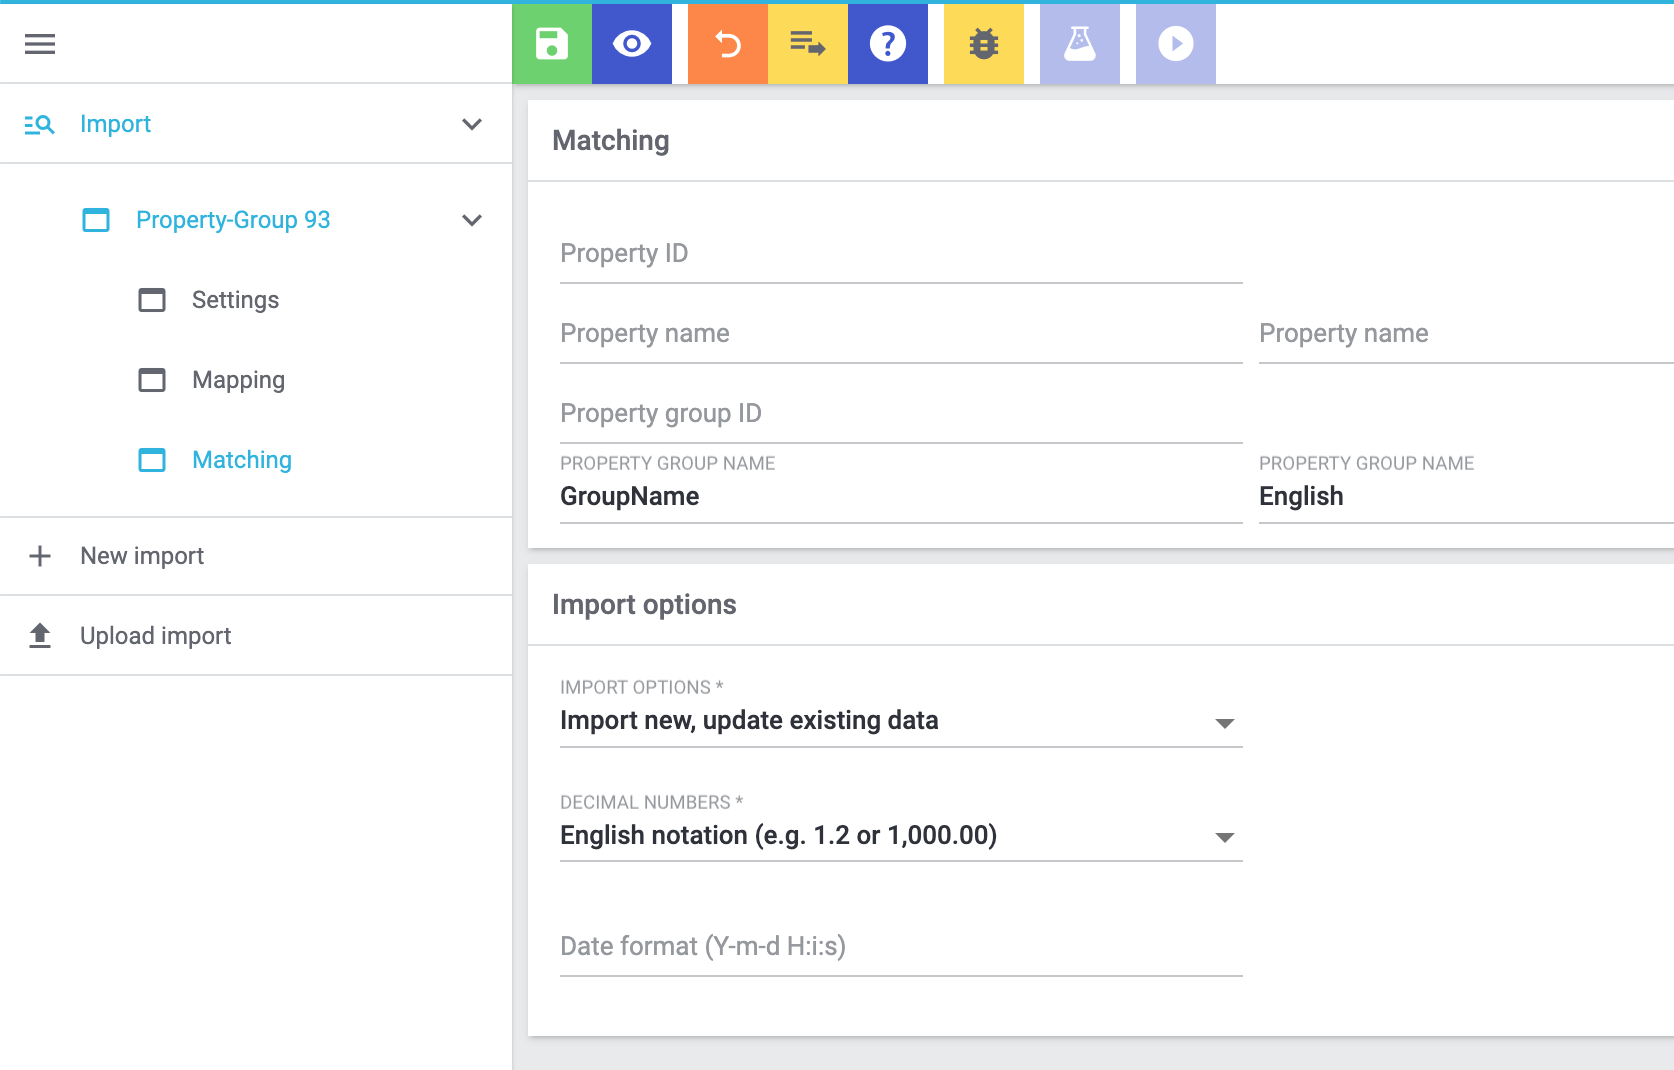 Import
Property-Group 93
Settings
Mapping
Matching
New import
Upload import
Matching
Property ID
Property name
Property name
Property group ID
PROPERTY GROUP NAME
GroupName
PROPERTY GROUP NAME
English
Import options
IMPORT OPTIONS *
Import new, update existing data
DECIMAL NUMBERS *
English notation (e.g. 1.2 or 1,000.00)
Date format (Y-m-d H:i:s)